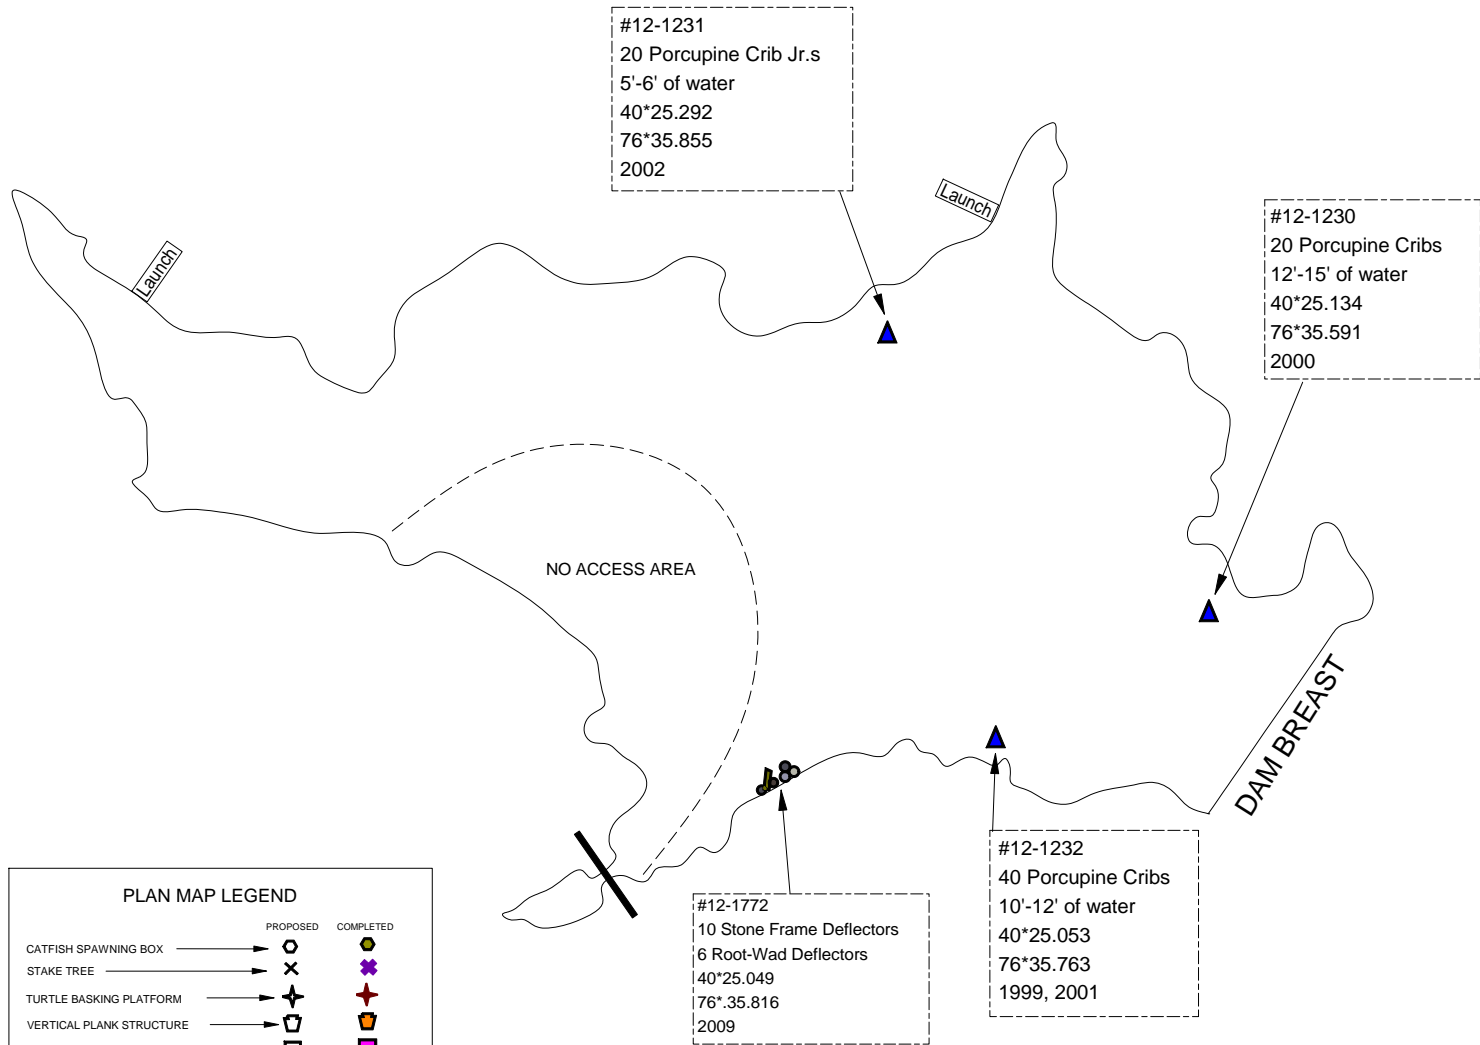 #12-1231
20 Porcupine Crib Jr.s
5'-6' of water
40*25.292
76*35.855
2002
Launch
Launch
#12-1230
20 Porcupine Cribs
12'-15' of water
40*25.134
76*35.591
2000
NO ACCESS AREA
DAM BREAST
#12-1232
40 Porcupine Cribs
10'-12' of water
40*25.053
76*35.763
1999, 2001
#12-1772
10 Stone Frame Deflectors
6 Root-Wad Deflectors
40*25.049
76*.35.816
2009
PLAN MAP LEGEND
PROPOSED COMPLETED
CATFISH SPAWNING BOX
STAKE TREE
TURTLE BASKING PLATFORM
VERTICAL PLANK STRUCTURE